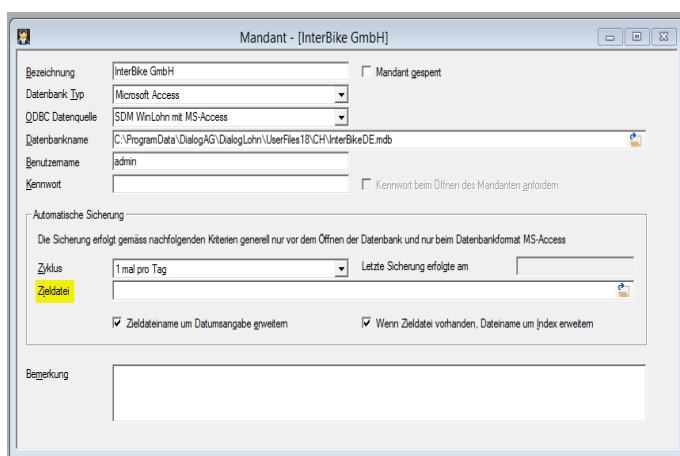 Mandant - [InterBike GmbH]
Bezeichnung InterBike GmbH Mandant gesperrt
Datenbank Typ Microsoft Access
ODBC Datenquelle SDM WinLohn mit MS-Access
Datenbankname C:\ProgramData\DialogAG\DialogLohn\UserFiles18\CH\InterBikeDE.mdb
Benutzername admin
Kennwort Kennwort beim Öffnen des Mandanten anfordern
Automatische Sicherung
Die Sicherung erfolgt gemäss nachfolgenden Kriterien generell nur vor dem Öffnen der Datenbank und nur beim Datenbankformat MS-Access
Zyklus 1 mal pro Tag Letzte Sicherung erfolgte am
Zieldatei
Zieldateiname um Datumsangabe erweitern Wenn Zieldatei vorhanden, Dateiname um Index erweitern
Bemerkung